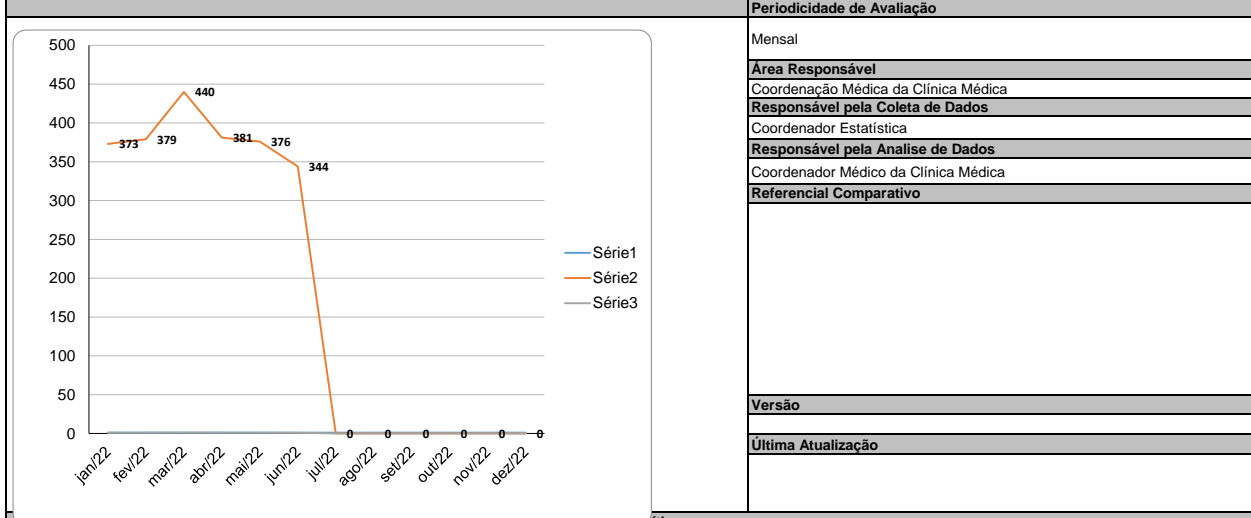 Periodicidade de Avaliação
Mensal
Área Responsável
Coordenação Médica da Clínica Médica
Responsável pela Coleta de Dados
Coordenador Estatística
Responsável pela Analise de Dados
Coordenador Médico da Clínica Médica
Referencial Comparativo
Versão
Última Atualização
500
450
400
350
300
250
200
150
100
50
0
373
379
440
381
376
344
0
0
0
0
0
0
jan/22
fev/22
mar/22
abr/22
mai/22
jun/22
jul/22
ago/22
set/22
out/22
nov/22
dez/22
Série1
Série2
Série3